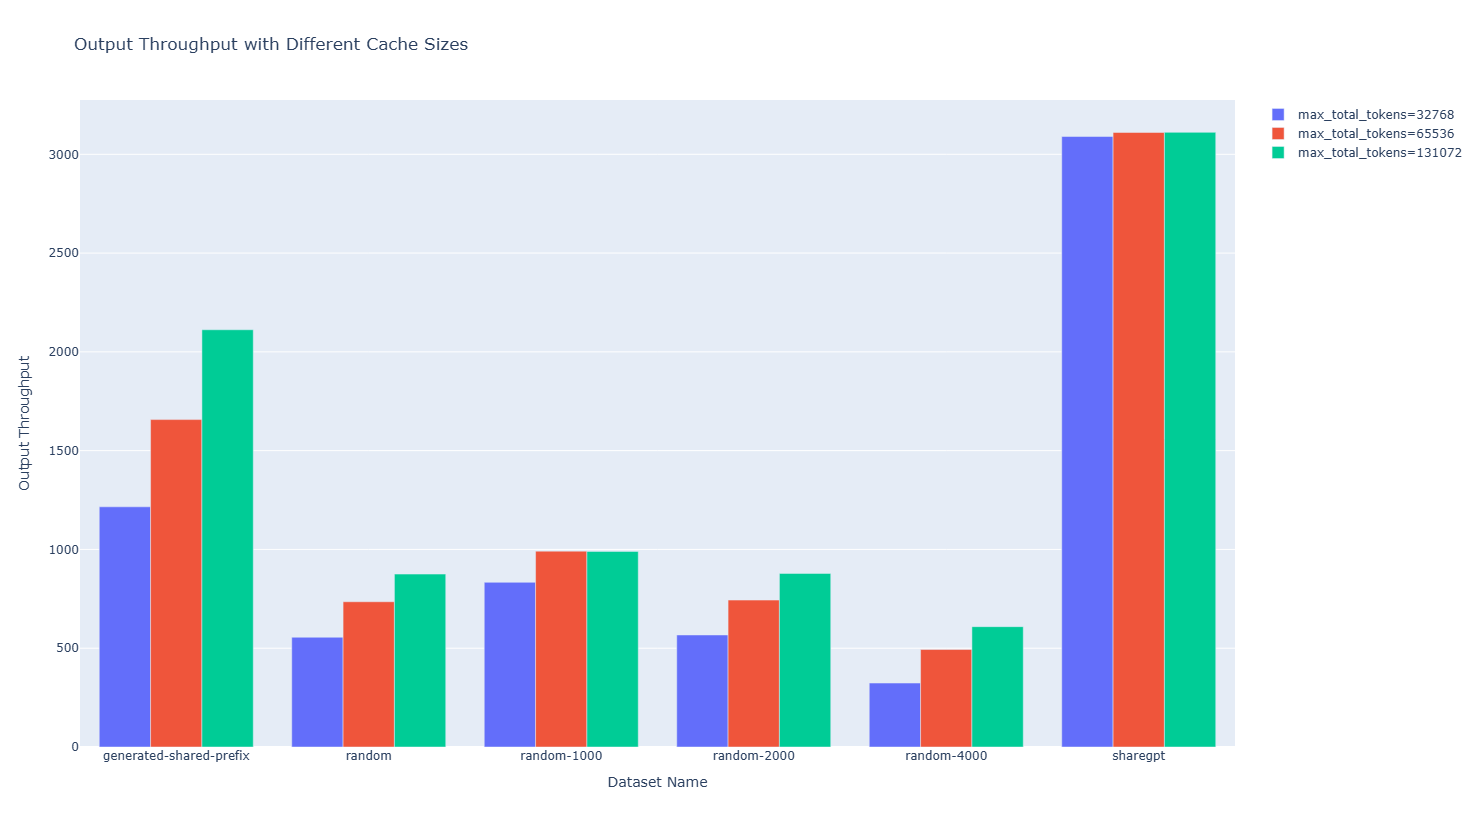 Output Throughput with Different Cache Sizes
max_total_tokens=32768
max_total_tokens=65536
max_total_tokens=131072
Output Throughput
3000
2500
2000
1500
1000
500
0
generated-shared-prefix
random
random-1000
random-2000
random-4000
sharegpt
Dataset Name